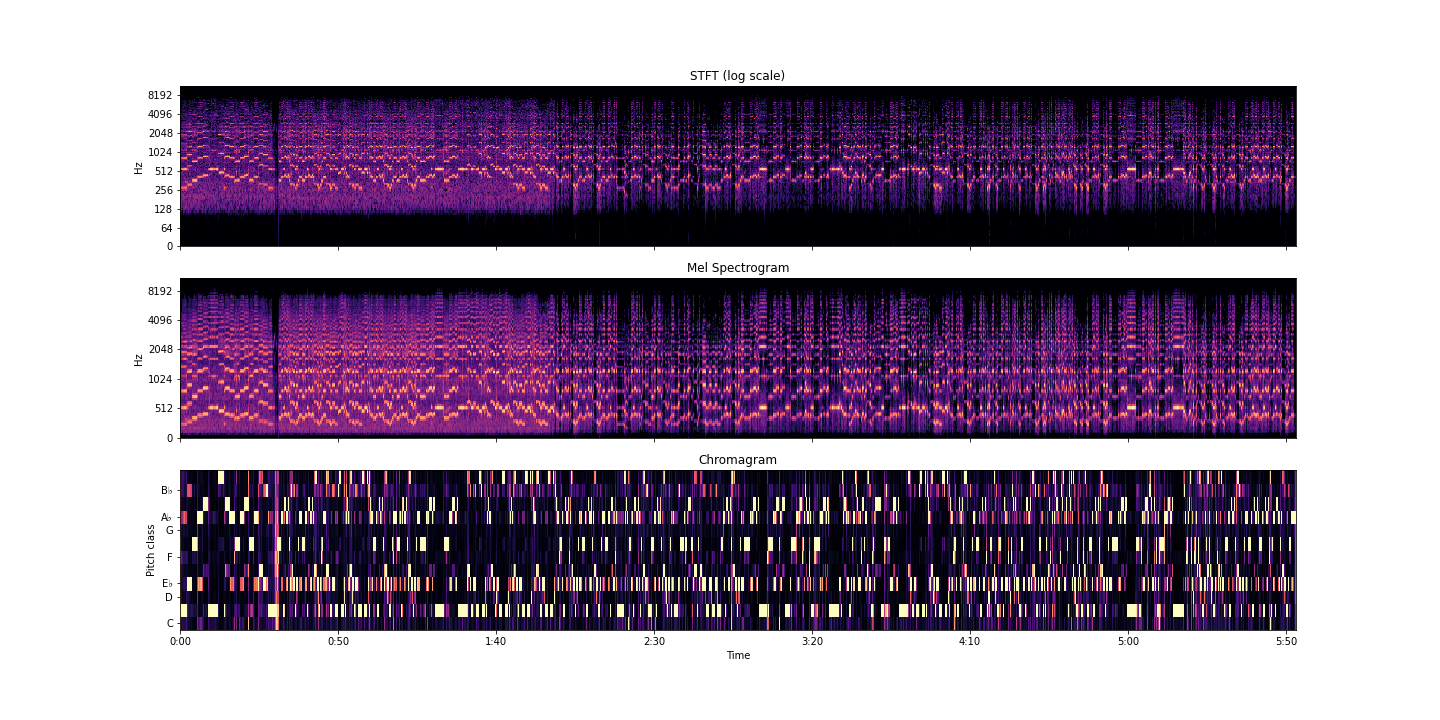 STFT (log scale)
Hz
8192
4096
2048
1024
512
256
128
64
0
Mel Spectrogram
Hz
8192
4096
2048
1024
512
0
Chromagram
Pitch class
B♭
A♭
G
F
E♭
D
C
0:00 0:50 1:40 2:30 3:20 4:10 5:00 5:50
Time